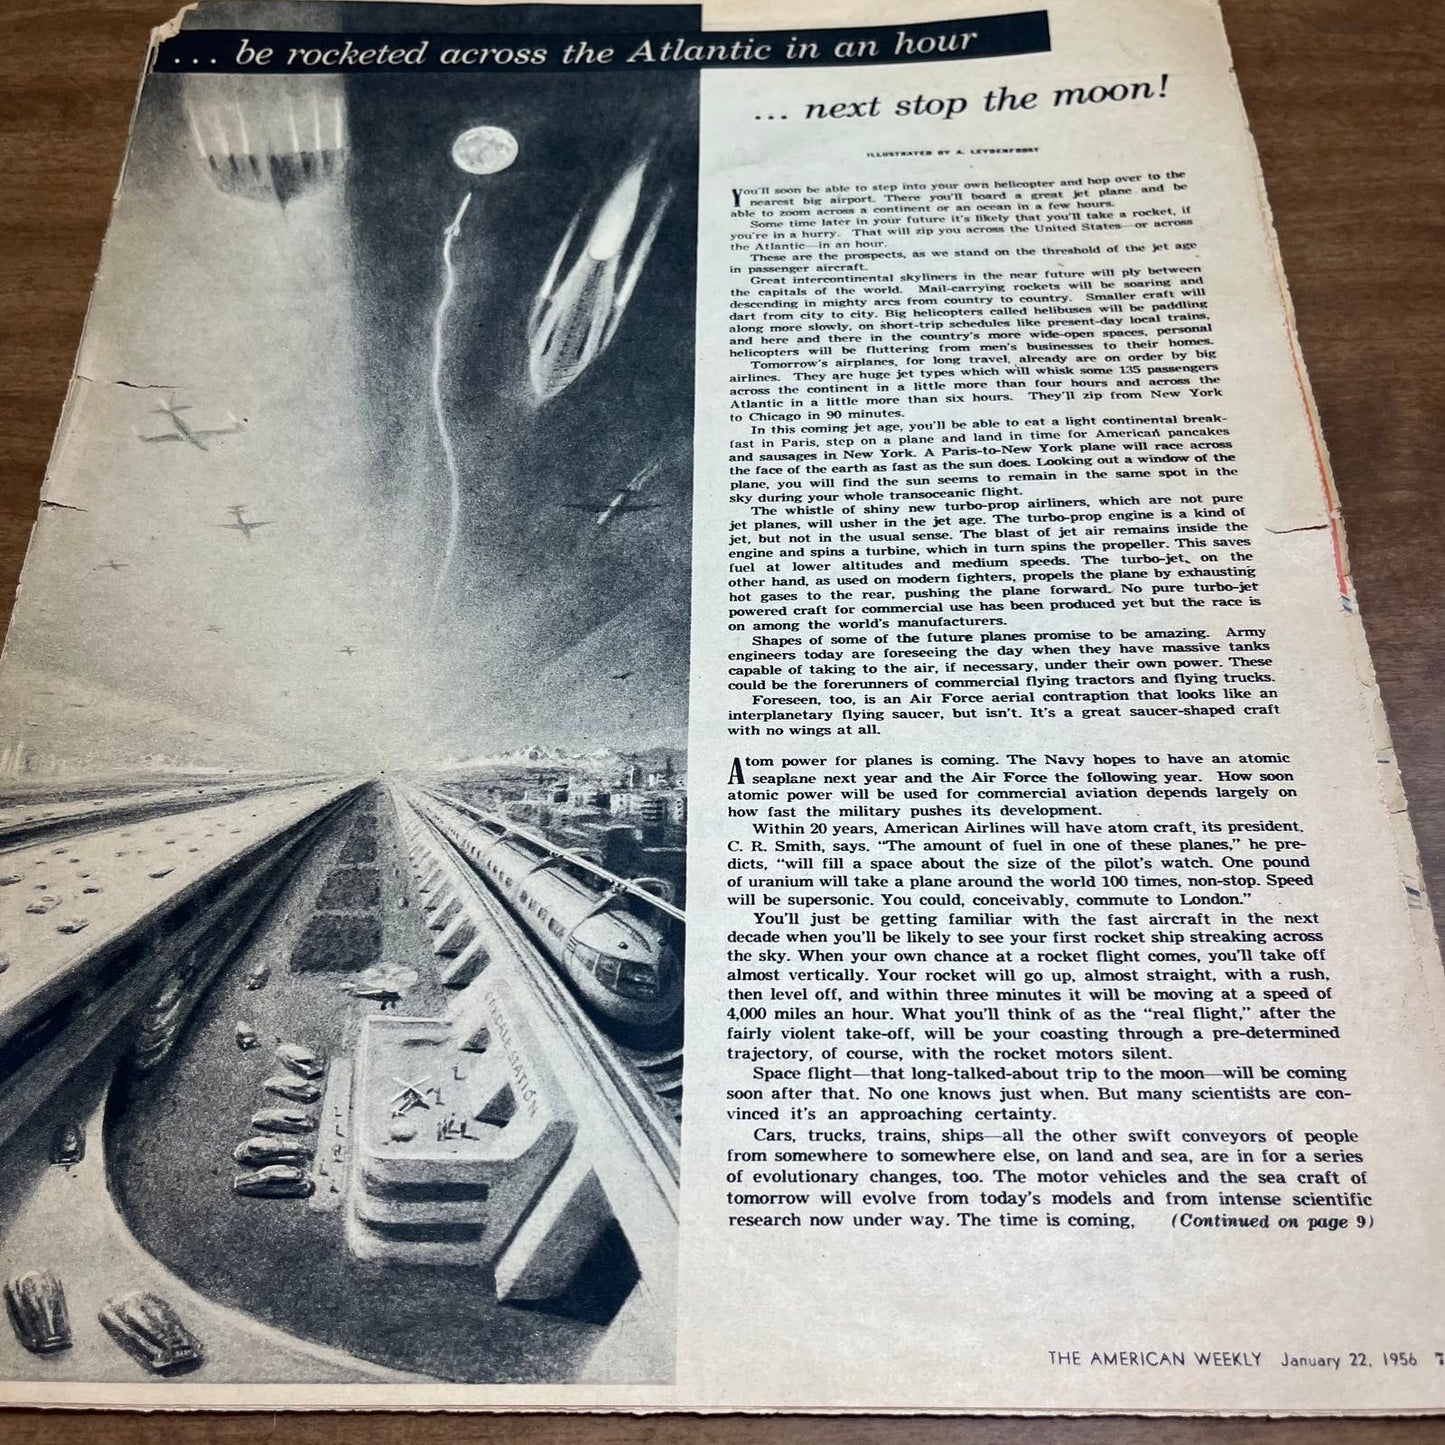 ... be rocketed across the Atlantic in an hour
... next stop the moon!
ILLUSTRATED BY A. LEYDENFROST
You'll soon be able to step into your own helicopter and hop over to the
nearest big airport. There you'll board a great jet plane and be
able to zoom across a continent or an ocean in a few hours.
Some time later in your future it's likely that you'll take a rocket, if
you're in a hurry. That will zip you across the United States—or across
the Atlantic—in an hour.
These are the prospects, as we stand on the threshold of the jet age
in passenger aircraft.
Great intercontinental skyliners in the near future will ply between
the capitals of the world. Mail-carrying rockets will be soaring and
descending in mighty arcs from country to country. Smaller craft will
dart from city to city. Big helicopters called helibuses will be paddling
along more slowly, on short-trip schedules like present-day local trains,
and here and there in the country's more wide-open spaces, personal
helicopters will be fluttering from men's businesses to their homes.
Tomorrow's airplanes, for long travel, already are on order by big
airlines. They are huge jet types which will whisk some 135 passengers
across the continent in a little more than four hours and across the
Atlantic in a little more than six hours. They'll zip from New York
to Chicago in 90 minutes.
In this coming jet age, you'll be able to eat a light continental break-
fast in Paris, step on a plane and land in time for American pancakes
and sausages in New York. A Paris-to-New York plane will race across
the face of the earth as fast as the sun does. Looking out a window of the
plane, you will find the sun seems to remain in the same spot in the
sky during your whole transoceanic flight.
The whistle of shiny new turbo-prop airliners, which are not pure
jet planes, will usher in the jet age. The turbo-prop engine is a kind of
jet, but not in the usual sense. The blast of jet air remains inside the
engine and spins a turbine, which in turn spins the propeller. This saves
fuel at lower altitudes and medium speeds. The turbo-jet, on the
other hand, as used on modern fighters, propels the plane by exhausting
hot gases to the rear, pushing the plane forward. No pure turbo-jet
powered craft for commercial use has been produced yet but the race is
on among the world's manufacturers.
Shapes of some of the future planes promise to be amazing. Army
engineers today are foreseeing the day when they have massive tanks
capable of taking to the air, if necessary, under their own power. These
could be the forerunners of commercial flying tractors and flying trucks.
Foreseen, too, is an Air Force aerial contraption that looks like an
interplanetary flying saucer, but isn't. It's a great saucer-shaped craft
with no wings at all.
Atom power for planes is coming. The Navy hopes to have an atomic
seaplane next year and the Air Force the following year. How soon
atomic power will be used for commercial aviation depends largely on
how fast the military pushes its development.
Within 20 years, American Airlines will have atom craft, its president,
C. R. Smith, says. "The amount of fuel in one of these planes," he pre-
dicts, "will fill a space about the size of the pilot's watch. One pound
of uranium will take a plane around the world 100 times, non-stop. Speed
will be supersonic. You could, conceivably, commute to London."
You'll just be getting familiar with the fast aircraft in the next
decade when you'll be likely to see your first rocket ship streaking across
the sky. When your own chance at a rocket flight comes, you'll take off
almost vertically. Your rocket will go up, almost straight, with a rush,
then level off, and within three minutes it will be moving at a speed of
4,000 miles an hour. What you'll think of as the "real flight," after the
fairly violent take-off, will be your coasting through a pre-determined
trajectory, of course, with the rocket motors silent.
Space flight—that long-talked-about trip to the moon—will be coming
soon after that. No one knows just when. But many scientists are con-
vinced it's an approaching certainty.
Cars, trucks, trains, ships—all the other swift conveyors of people
from somewhere to somewhere else, on land and sea, are in for a series
of evolutionary changes, too. The motor vehicles and the sea craft of
tomorrow will evolve from today's models and from intense scientific
research now under way. The time is coming, (Continued on page 9)
STATION
THE AMERICAN WEEKLY January 22, 1956 7